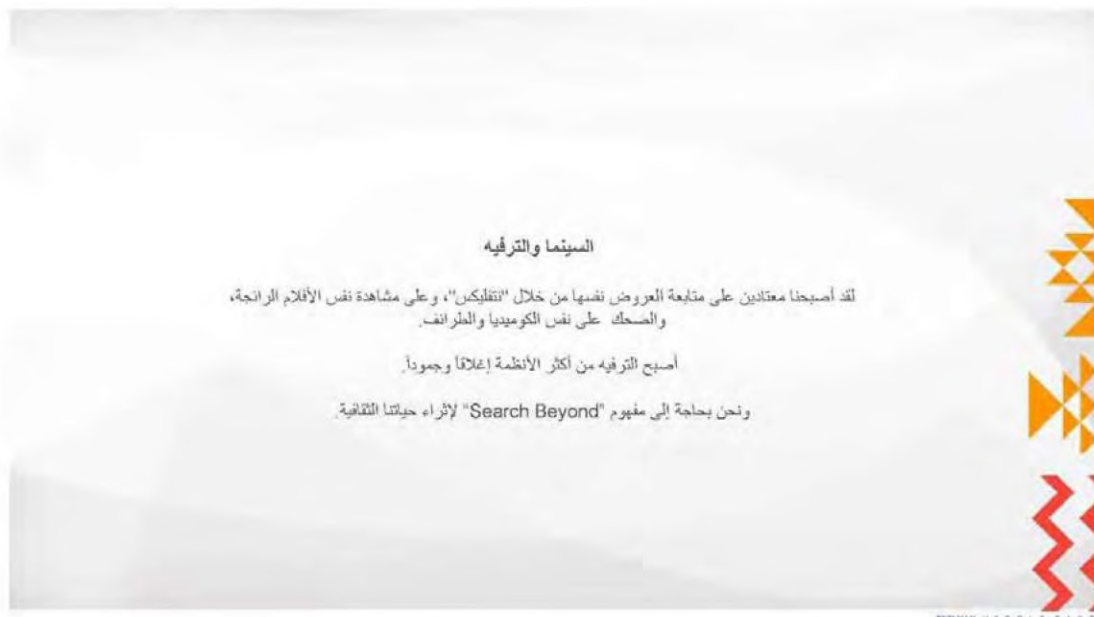 السينما والترفيه
لقد أصبحنا معتادين على متابعة العروض نفسها من خلال "نتفليكس"، وعلى مشاهدة نفس الأفلام الرائجة،
والضحك على نفس الكوميديا والطرائف.
أصبح الترفيه من أكثر الأنظمة إغلاقاً وجموداً.
ونحن بحاجة إلى مفهوم "Search Beyond" لإثراء حياتنا الثقافية.